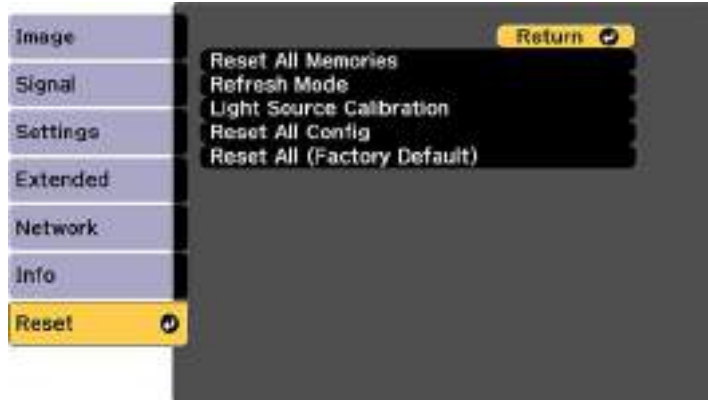 Image
Signal
Settings
Extended
Network
Info
Reset
Return
Reset All Memories
Refresh Mode
Light Source Calibration
Reset All Config
Reset All (Factory Default)